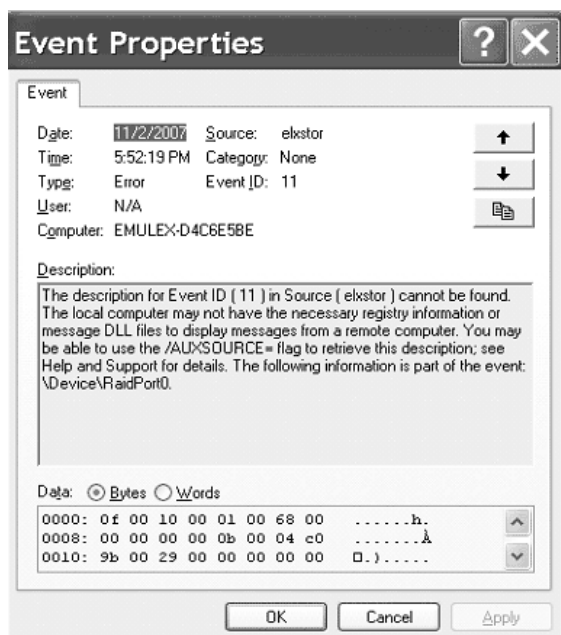 Event Properties
Event
Date: 11/2/2007 Source: elxstor
Time: 5:52:19 PM Category: None
Type: Error Event ID: 11
User: N/A
Computer: EMULEX-D4C6E5BE
Description:
The description for Event ID ( 11 ) in Source ( elxstor ) cannot be found.
The local computer may not have the necessary registry information or
message DLL files to display messages from a remote computer. You may
be able to use the /AUXSOURCE= flag to retrieve this description; see
Help and Support for details. The following information is part of the event:
\Device\RaidPort0.
Data: Bytes Words
0000: 0f 00 10 00 01 00 68 00 ......h.
0008: 00 00 00 00 0b 00 04 c0 .......À
0010: 9b 00 29 00 00 00 00 00 □.).....
OK Cancel Apply